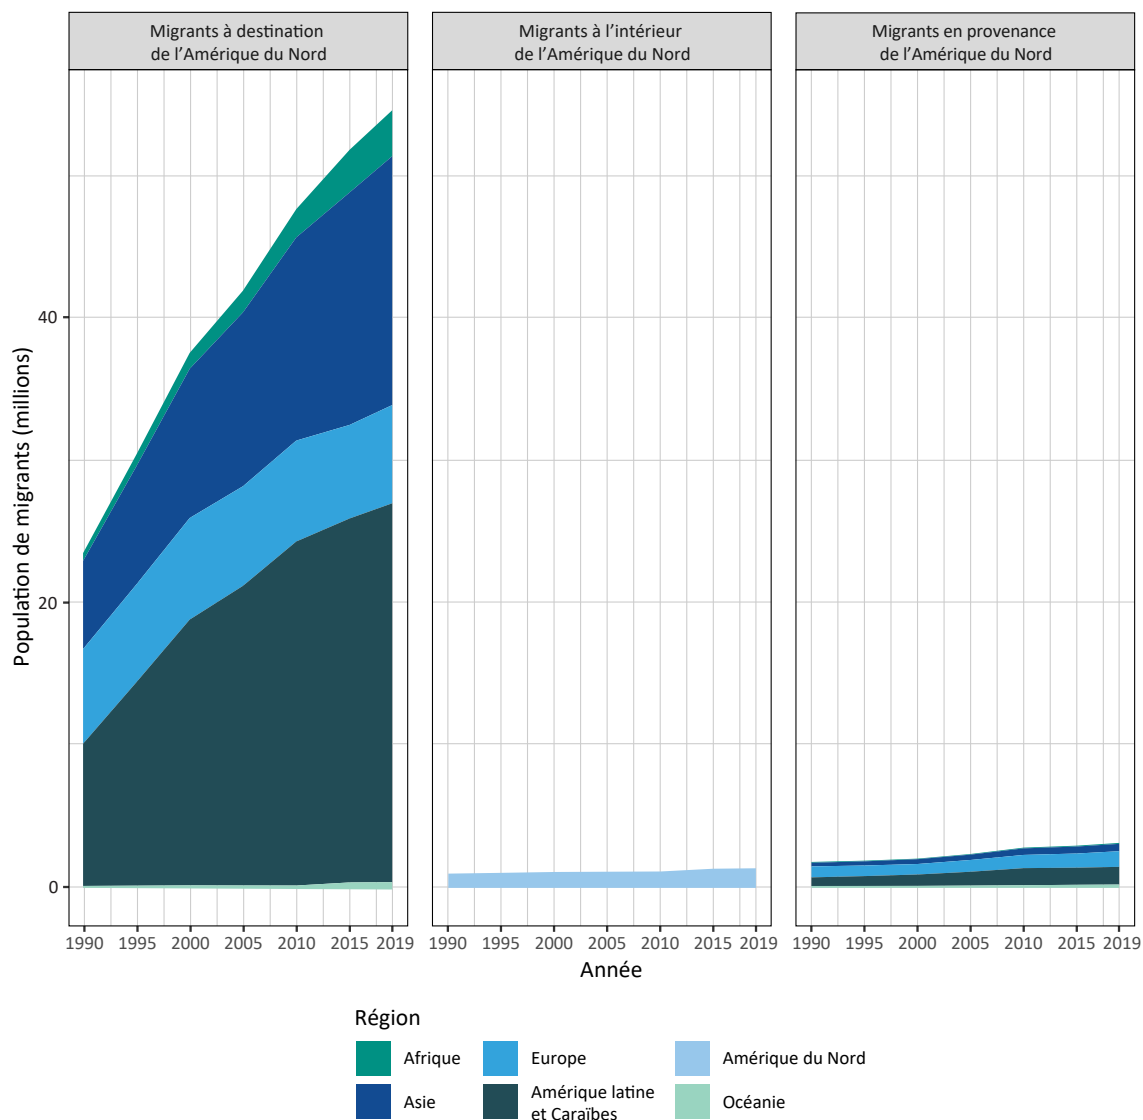 Migrants à destination
de l’Amérique du Nord
Migrants à l’intérieur
de l’Amérique du Nord
Migrants en provenance
de l’Amérique du Nord
Population de migrants (millions)
40
20
0
1990 1995 2000 2005 2010 2015 2019
1990 1995 2000 2005 2010 2015 2019
1990 1995 2000 2005 2010 2015 2019
Année
Région
Afrique
Europe
Amérique du Nord
Asie
Amérique latine
et Caraïbes
Océanie